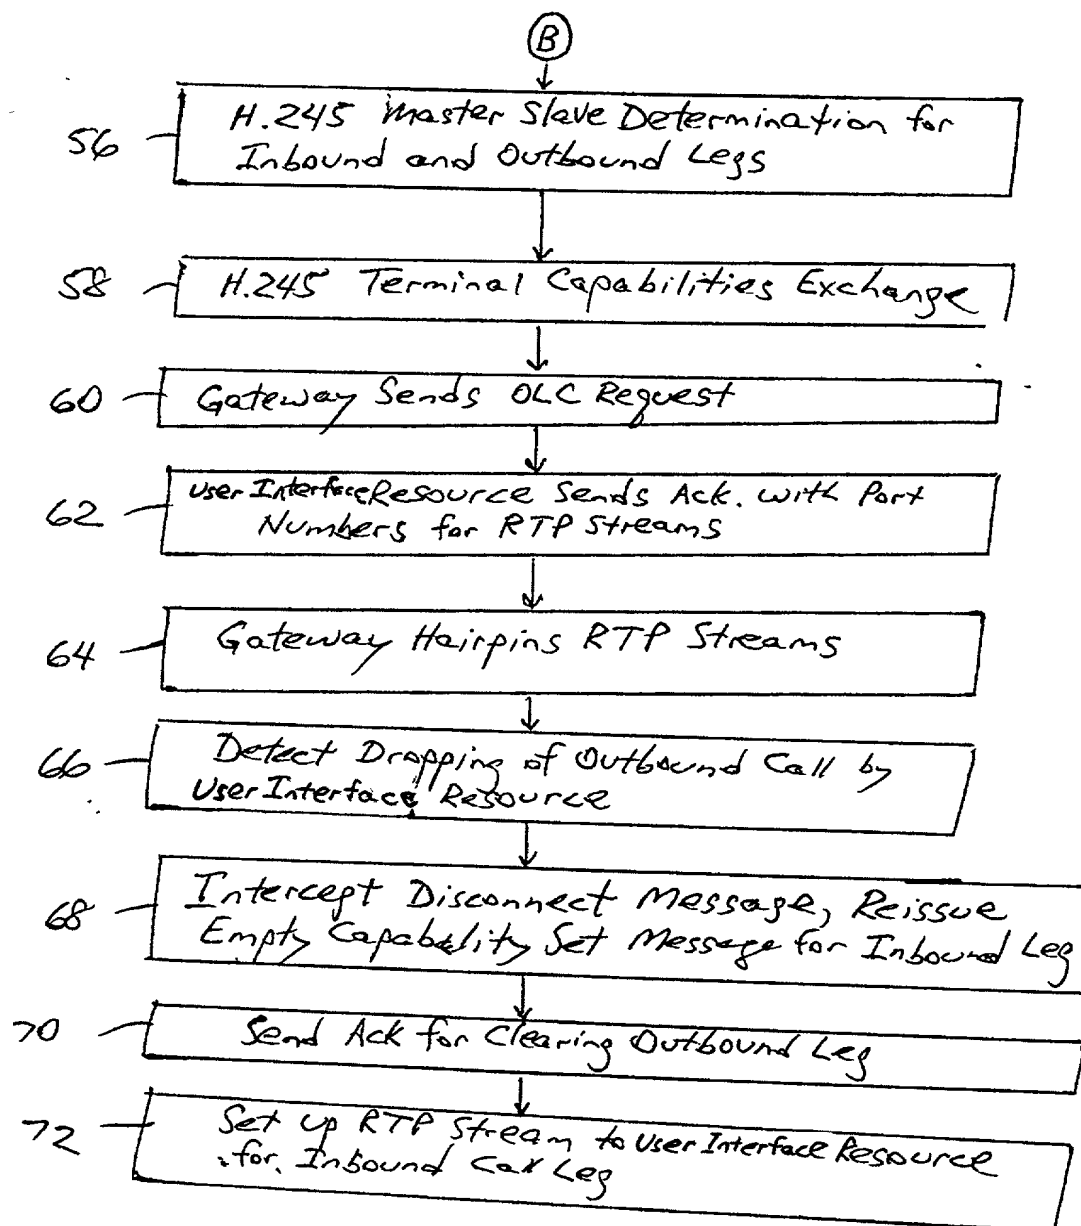 B
56
H.245 Master Slave Determination for
Inbound and Outbound Legs
58
H.245 Terminal Capabilities Exchange
60
Gateway Sends OLC Request
62
User Interface Resource Sends Ack. with Port
Numbers for RTP Streams
64
Gateway Hairpins RTP Streams
66
Detect Dropping of Outbound Call by
User Interface Resource
68
Intercept Disconnect Message, Reissue
Empty Capability Set Message for Inbound Leg
70
Send Ack for Clearing Outbound Leg
72
Set up RTP Stream to User Interface Resource
for Inbound Call Leg